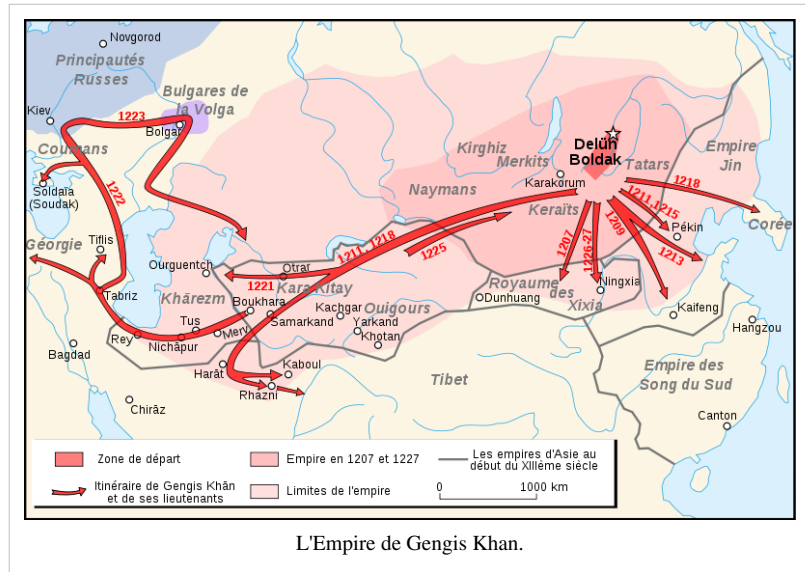 Novgorod
Principautés
Russes
Bulgares de
la Volga
Kiev
1223
Bolgar
Coumans
Delün
Boldak
Kirghiz
Merkits
Tatars
Empire
Jin
Karakorum
Naymans
Soldaïa
(Soudak)
1222
Keraïts
1218
1211,1215
1209
Corée
Géorgie
Tiflis
1211, 1218
1225
1207
1226-27
Pékin
1213
Ourguentch
Otrar
1221
Kara Kitay
Tabriz
Khârezm
Boukhara
Royaume
des
Xixia
Ningxia
Dunhuang
Kachgar
Ouigours
Samarkand
Yarkand
Khotan
Tus
Merv
Rey
Nichâpur
Kaifeng
Hangzou
Bagdad
Harât
Kaboul
Rhazni
Tibet
Empire des
Song du Sud
Chirâz
Canton
Zone de départ
Empire en 1207 et 1227
Les empires d'Asie au
début du XIIIème siècle
Itinéraire de Gengis Khân
et de ses lieutenants
Limites de l'empire
0 1000 km
L'Empire de Gengis Khan.